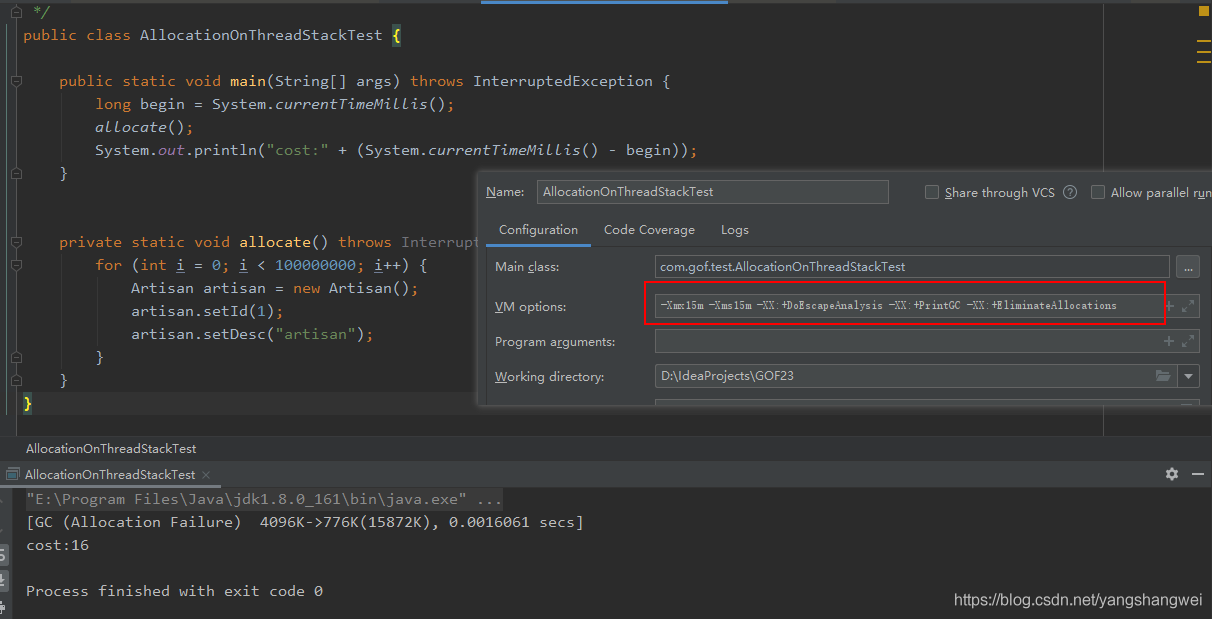 */
public class AllocationOnThreadStackTest {
public static void main(String[] args) throws InterruptedException {
long begin = System.currentTimeMillis();
allocate();
System.out.println("cost:" + (System.currentTimeMillis() - begin));
}
private static void allocate() throws Interrupt
for (int i = 0; i < 100000000; i++) {
Artisan artisan = new Artisan();
artisan.setId(1);
artisan.setDesc("artisan");
}
}
}
Name: AllocationOnThreadStackTest Share through VCS ? Allow parallel run
Configuration Code Coverage Logs
Main class: com.gof.test.AllocationOnThreadStackTest ...
VM options: -Xmx15m -Xms15m -XX:+DoEscapeAnalysis -XX:+PrintGC -XX:+EliminateAllocations
Program arguments:
Working directory: D:\IdeaProjects\GOF23
AllocationOnThreadStackTest
AllocationOnThreadStackTest ×
"E:\Program Files\Java\jdk1.8.0_161\bin\java.exe" ...
[GC (Allocation Failure)  4096K->776K(15872K), 0.0016061 secs]
cost:16
Process finished with exit code 0
https://blog.csdn.net/yangshangwei